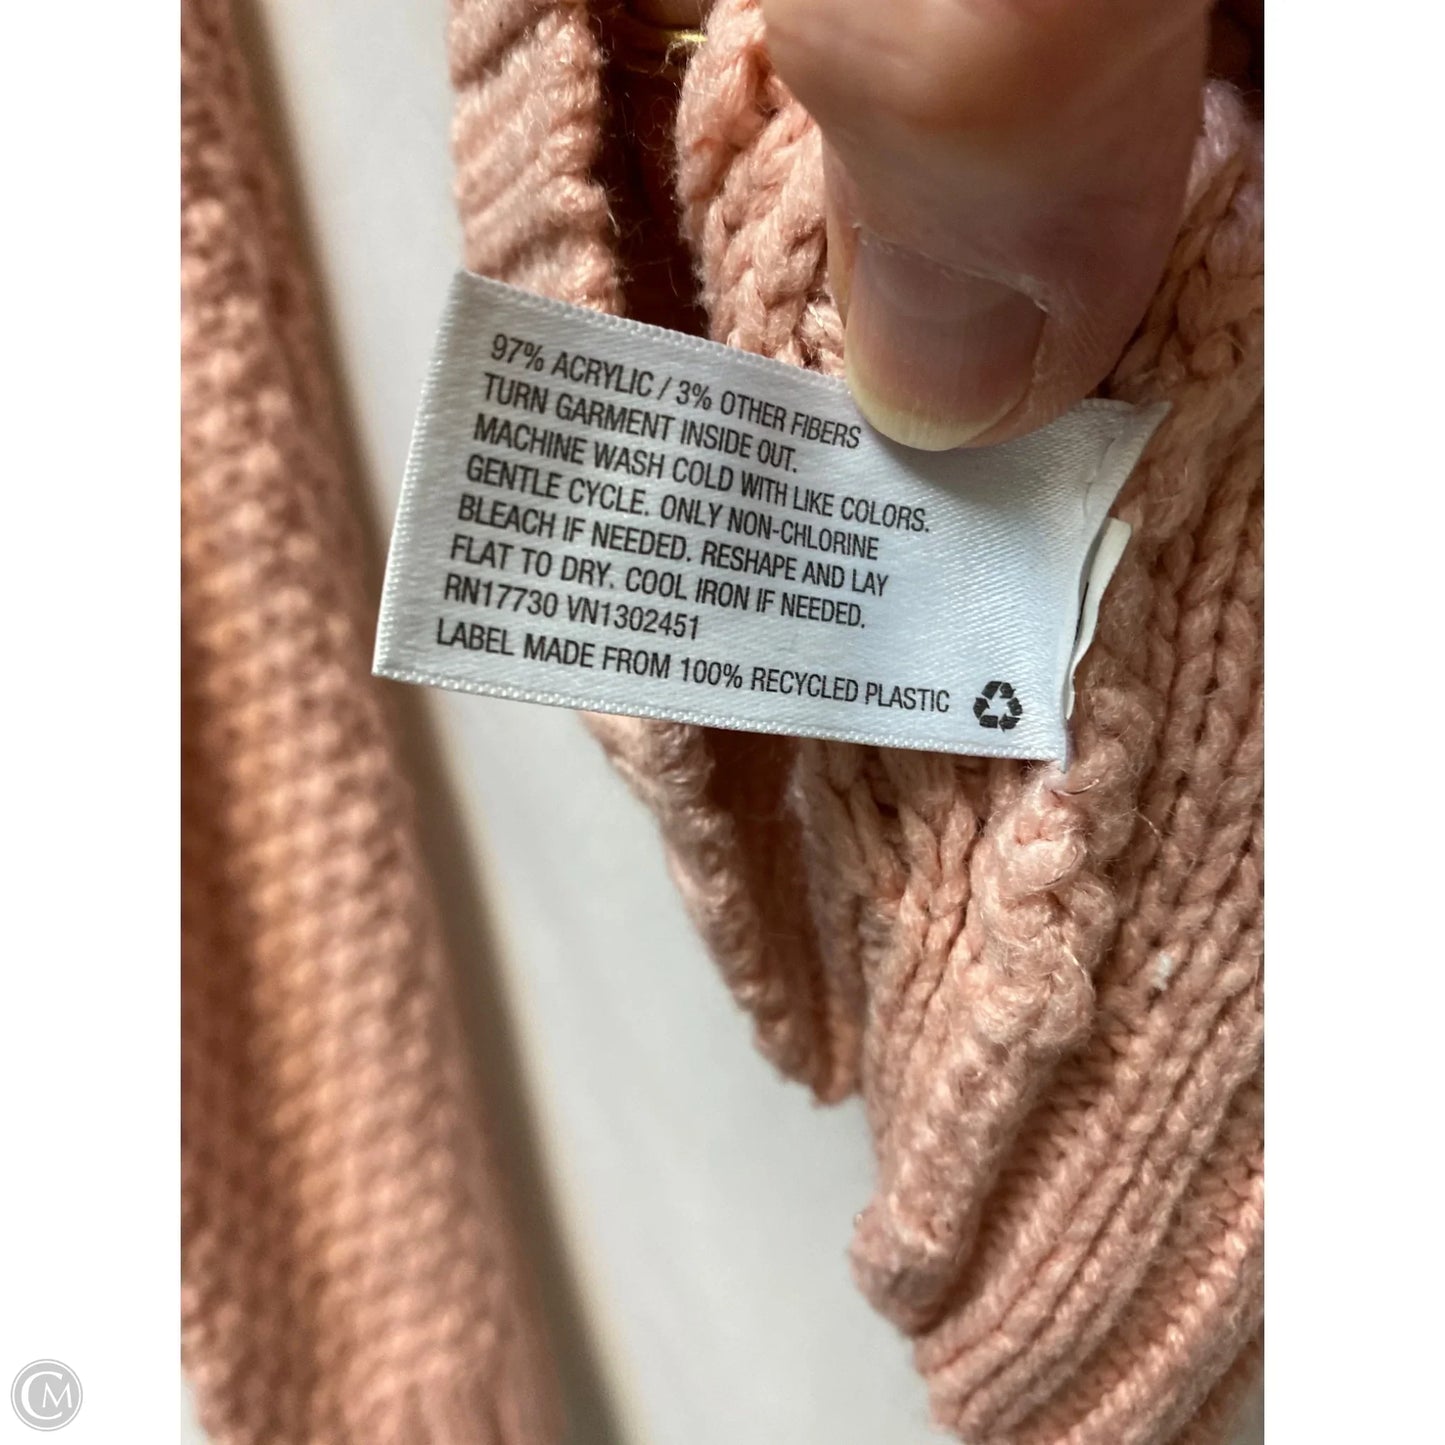 97% ACRYLIC / 3% OTHER FIBERS
TURN GARMENT INSIDE OUT.
MACHINE WASH COLD WITH LIKE COLORS.
GENTLE CYCLE. ONLY NON-CHLORINE
BLEACH IF NEEDED. RESHAPE AND LAY
FLAT TO DRY. COOL IRON IF NEEDED.
RN17730 VN1302451
LABEL MADE FROM 100% RECYCLED PLASTIC
CM